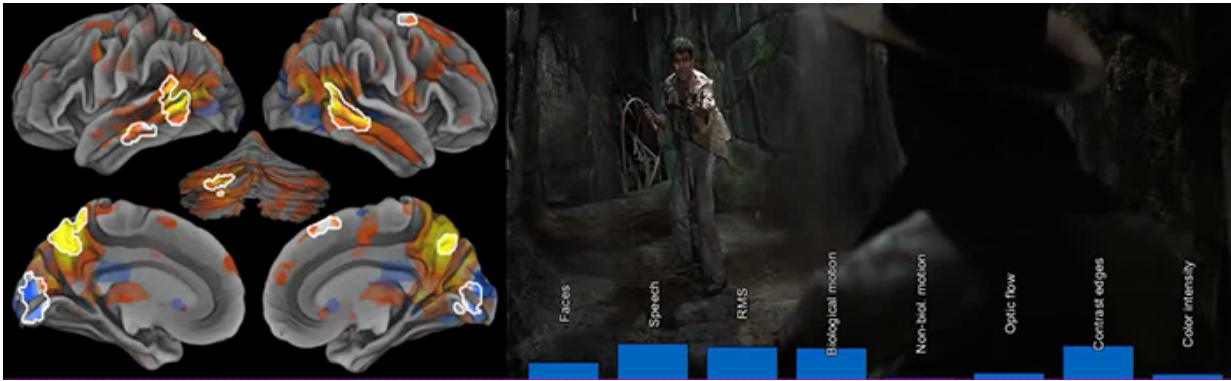 Faces
Speech
RMS
Biological motion
Non-biol. motion
Optic flow
Contrast edges
Color intensity